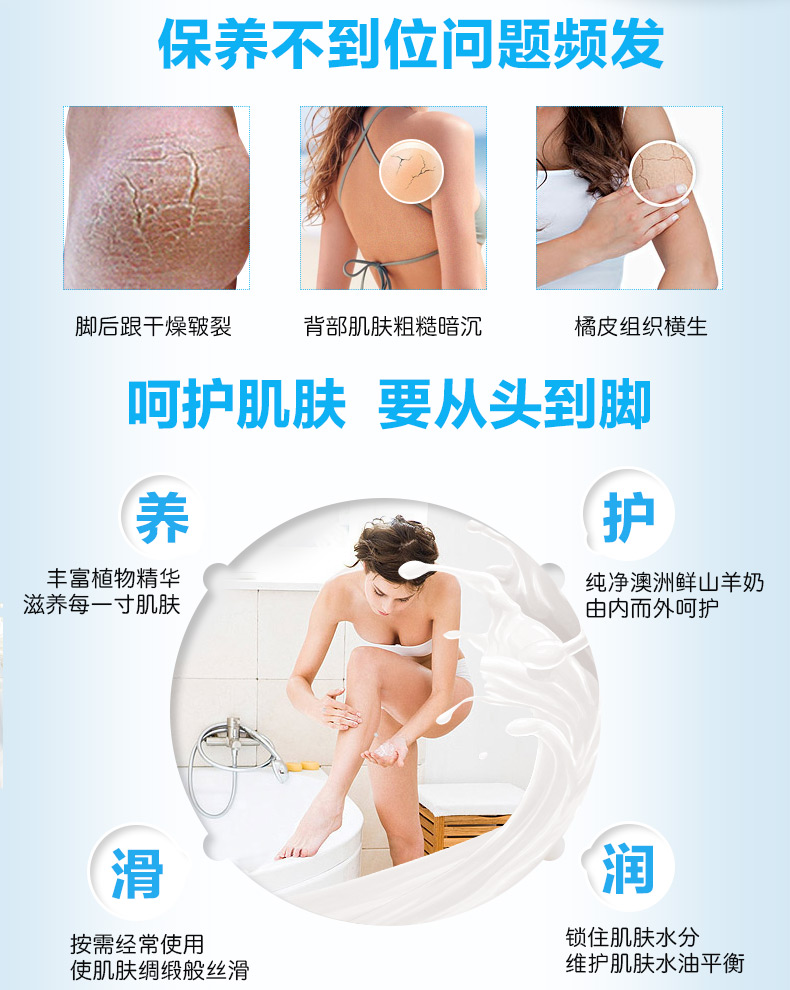 保养不到位问题频发
脚后跟干燥皲裂
背部肌肤粗糙暗沉
橘皮组织横生
呵护肌肤 要从头到脚
养
丰富植物精华
滋养每一寸肌肤
护
纯净澳洲鲜山羊奶
由内而外呵护
滑
按需经常使用
使肌肤绸缎般丝滑
润
锁住肌肤水分
维护肌肤水油平衡